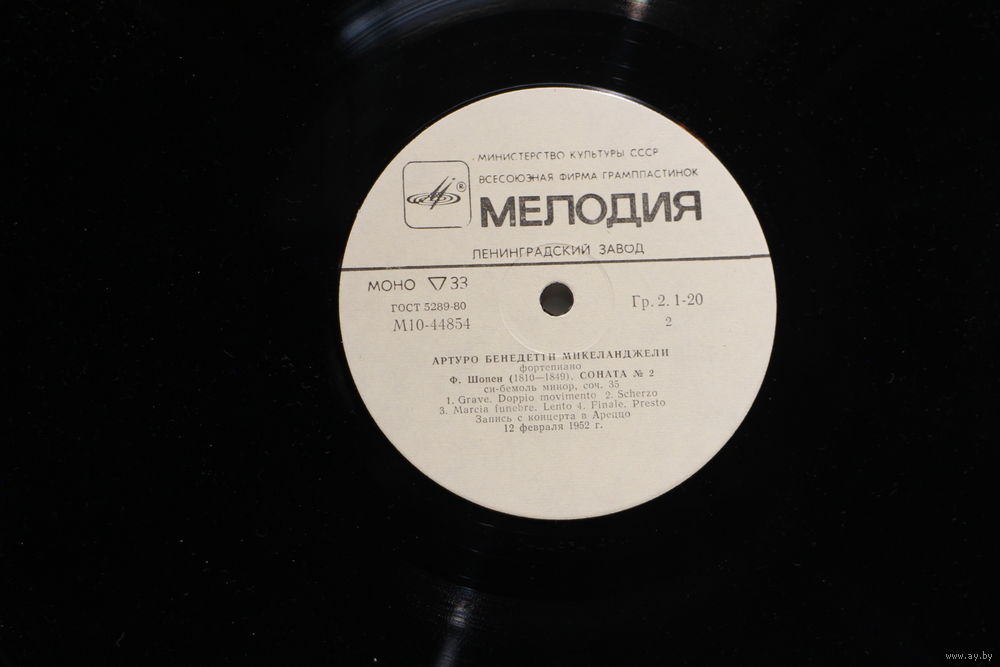 МИНИСТЕРСТВО КУЛЬТУРЫ СССР
ВСЕСОЮЗНАЯ ФИРМА ГРАМПЛАСТИНОК
®
МЕЛОДИЯ
ЛЕНИНГРАДСКИЙ ЗАВОД
МОНО ▽ 33
ГОСТ 5289-80
М10-44854
Гр. 2. 1-20
2
АРТУРО БЕНЕДЕТТИ МИКЕЛАНДЖЕЛИ
фортепиано
Ф. Шопен (1810—1849). СОНАТА № 2
си-бемоль минор, соч. 35
1. Grave. Doppio movimento 2. Scherzo
3. Marcia funebre. Lento 4. Finale. Presto
Запись с концерта в Ареццо
12 февраля 1952 г.
www.ay.by